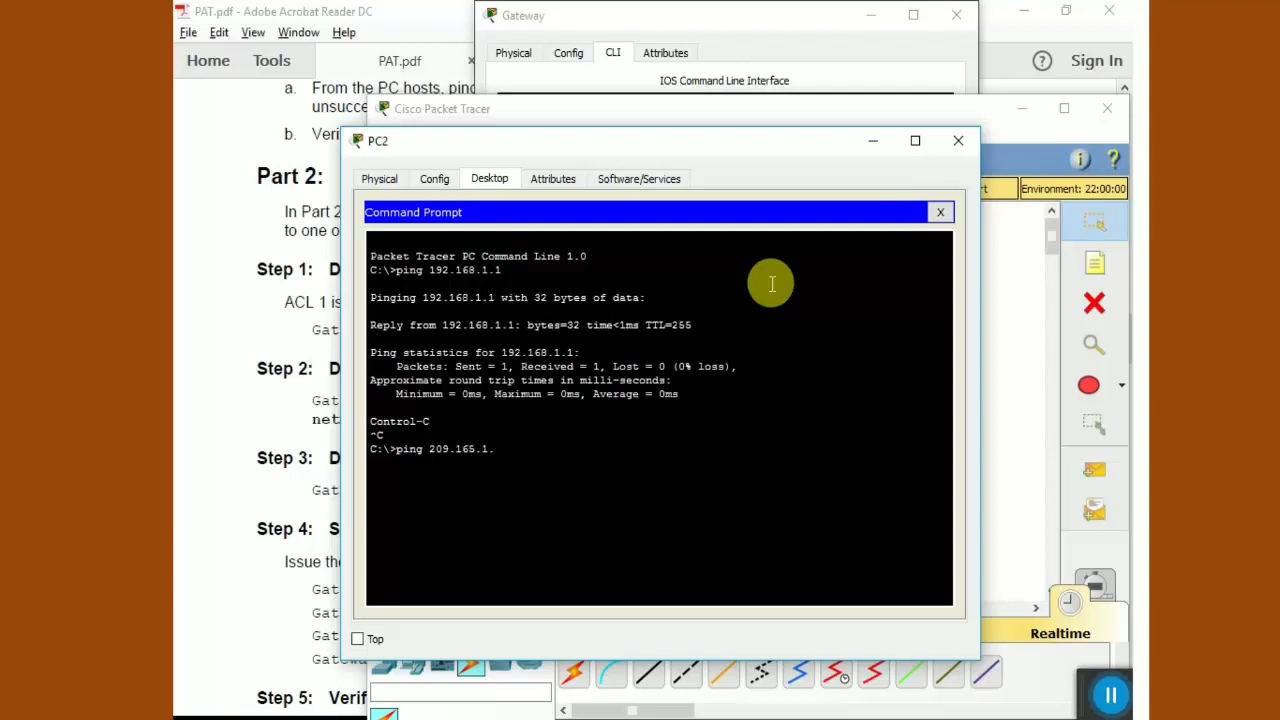 PAT.pdf - Adobe Acrobat Reader DC
File Edit View Window Help
Home Tools PAT.pdf × Sign In
a. From the PC hosts, ping
unsucce
b. Veri
Part 2:
In Part 2
to one o
Step 1: D
ACL 1 is
Gat
Step 2: D
Gat
net
Step 3: D
Gat
Step 4: S
Issue the
Gat
Gat
Gat
Gatew
Step 5: Verif
Gateway
Physical Config CLI Attributes
IOS Command Line Interface
Cisco Packet Tracer
rt Environment: 22:00:00
PC2
Physical Config Desktop Attributes Software/Services
Command Prompt X
Packet Tracer PC Command Line 1.0
C:\>ping 192.168.1.1
Pinging 192.168.1.1 with 32 bytes of data:
Reply from 192.168.1.1: bytes=32 time<1ms TTL=255
Ping statistics for 192.168.1.1:
Packets: Sent = 1, Received = 1, Lost = 0 (0% loss),
Approximate round trip times in milli-seconds:
Minimum = 0ms, Maximum = 0ms, Average = 0ms
Control-C
^C
C:\>ping 209.165.1.
Top
Realtime